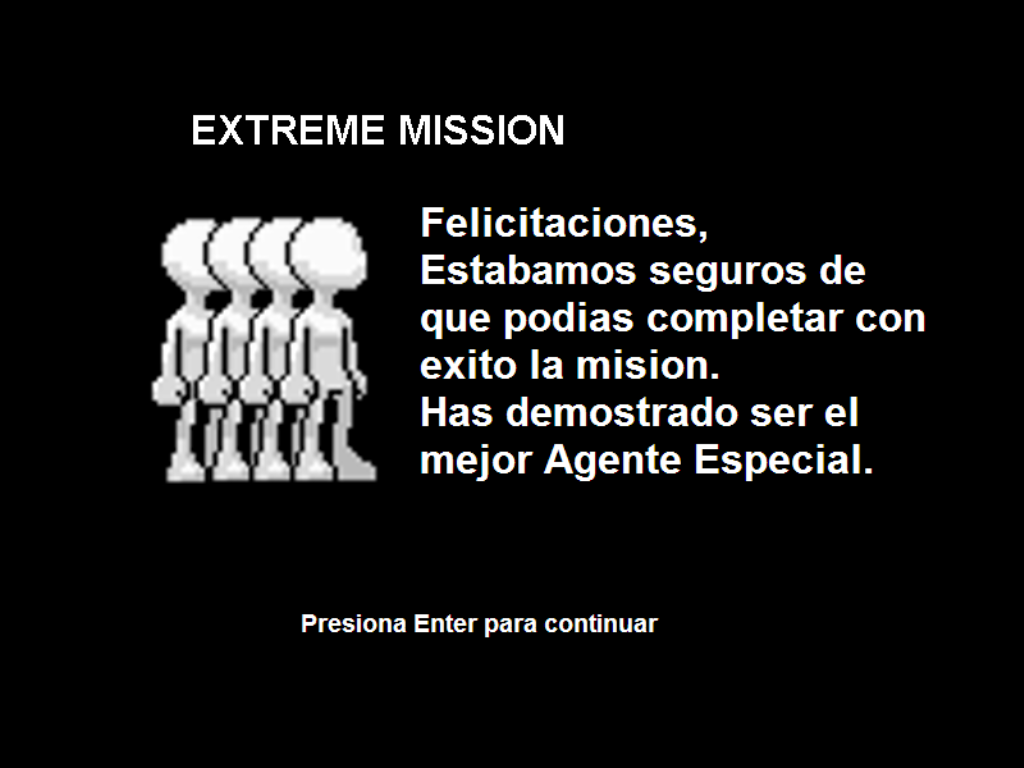 EXTREME MISSION
Felicitaciones,
Estabamos seguros de
que podias completar con
exito la mision.
Has demostrado ser el
mejor Agente Especial.
Presiona Enter para continuar